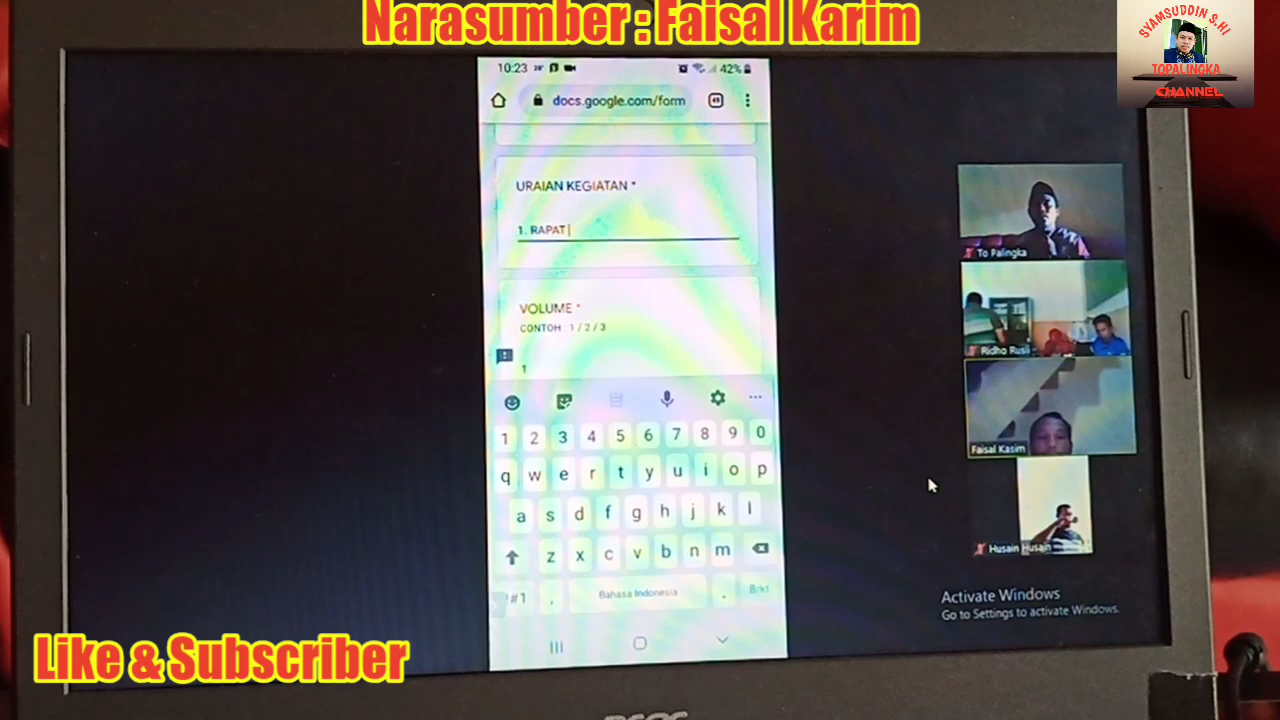 Narasumber : Faisal Karim
SYAMSUDDIN S.HI
TOPALINGKA
CHANNEL
10:23
42%
docs.google.com/form
URAIAN KEGIATAN *
1. RAPAT
VOLUME *
CONTOH : 1 / 2 / 3
1
1 2 3 4 5 6 7 8 9 0
q w e r t y u i o p
a s d f g h j k l
z x c v b n m
!#1 , Bahasa Indonesia . Brkt
To Palingka
Ridho Rusli
Faisal Kasim
Husain Husain
Activate Windows
Go to Settings to activate Windows.
Like & Subscriber